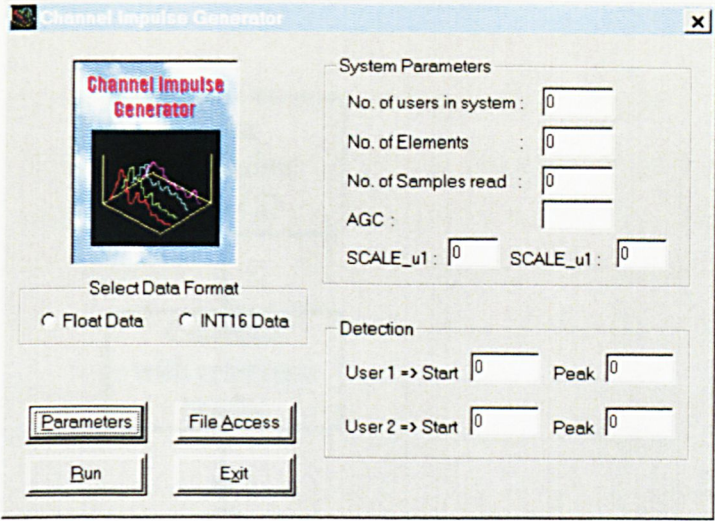 Channel Impulse Generator
Channel Impulse
Generator
System Parameters
No. of users in system : 0
No. of Elements : 0
No. of Samples read : 0
AGC :
SCALE_u1 : 0 SCALE_u1 : 0
Select Data Format
Float Data INT16 Data
Detection
User 1 => Start 0 Peak 0
User 2 => Start 0 Peak 0
Parameters File Access
Run Exit